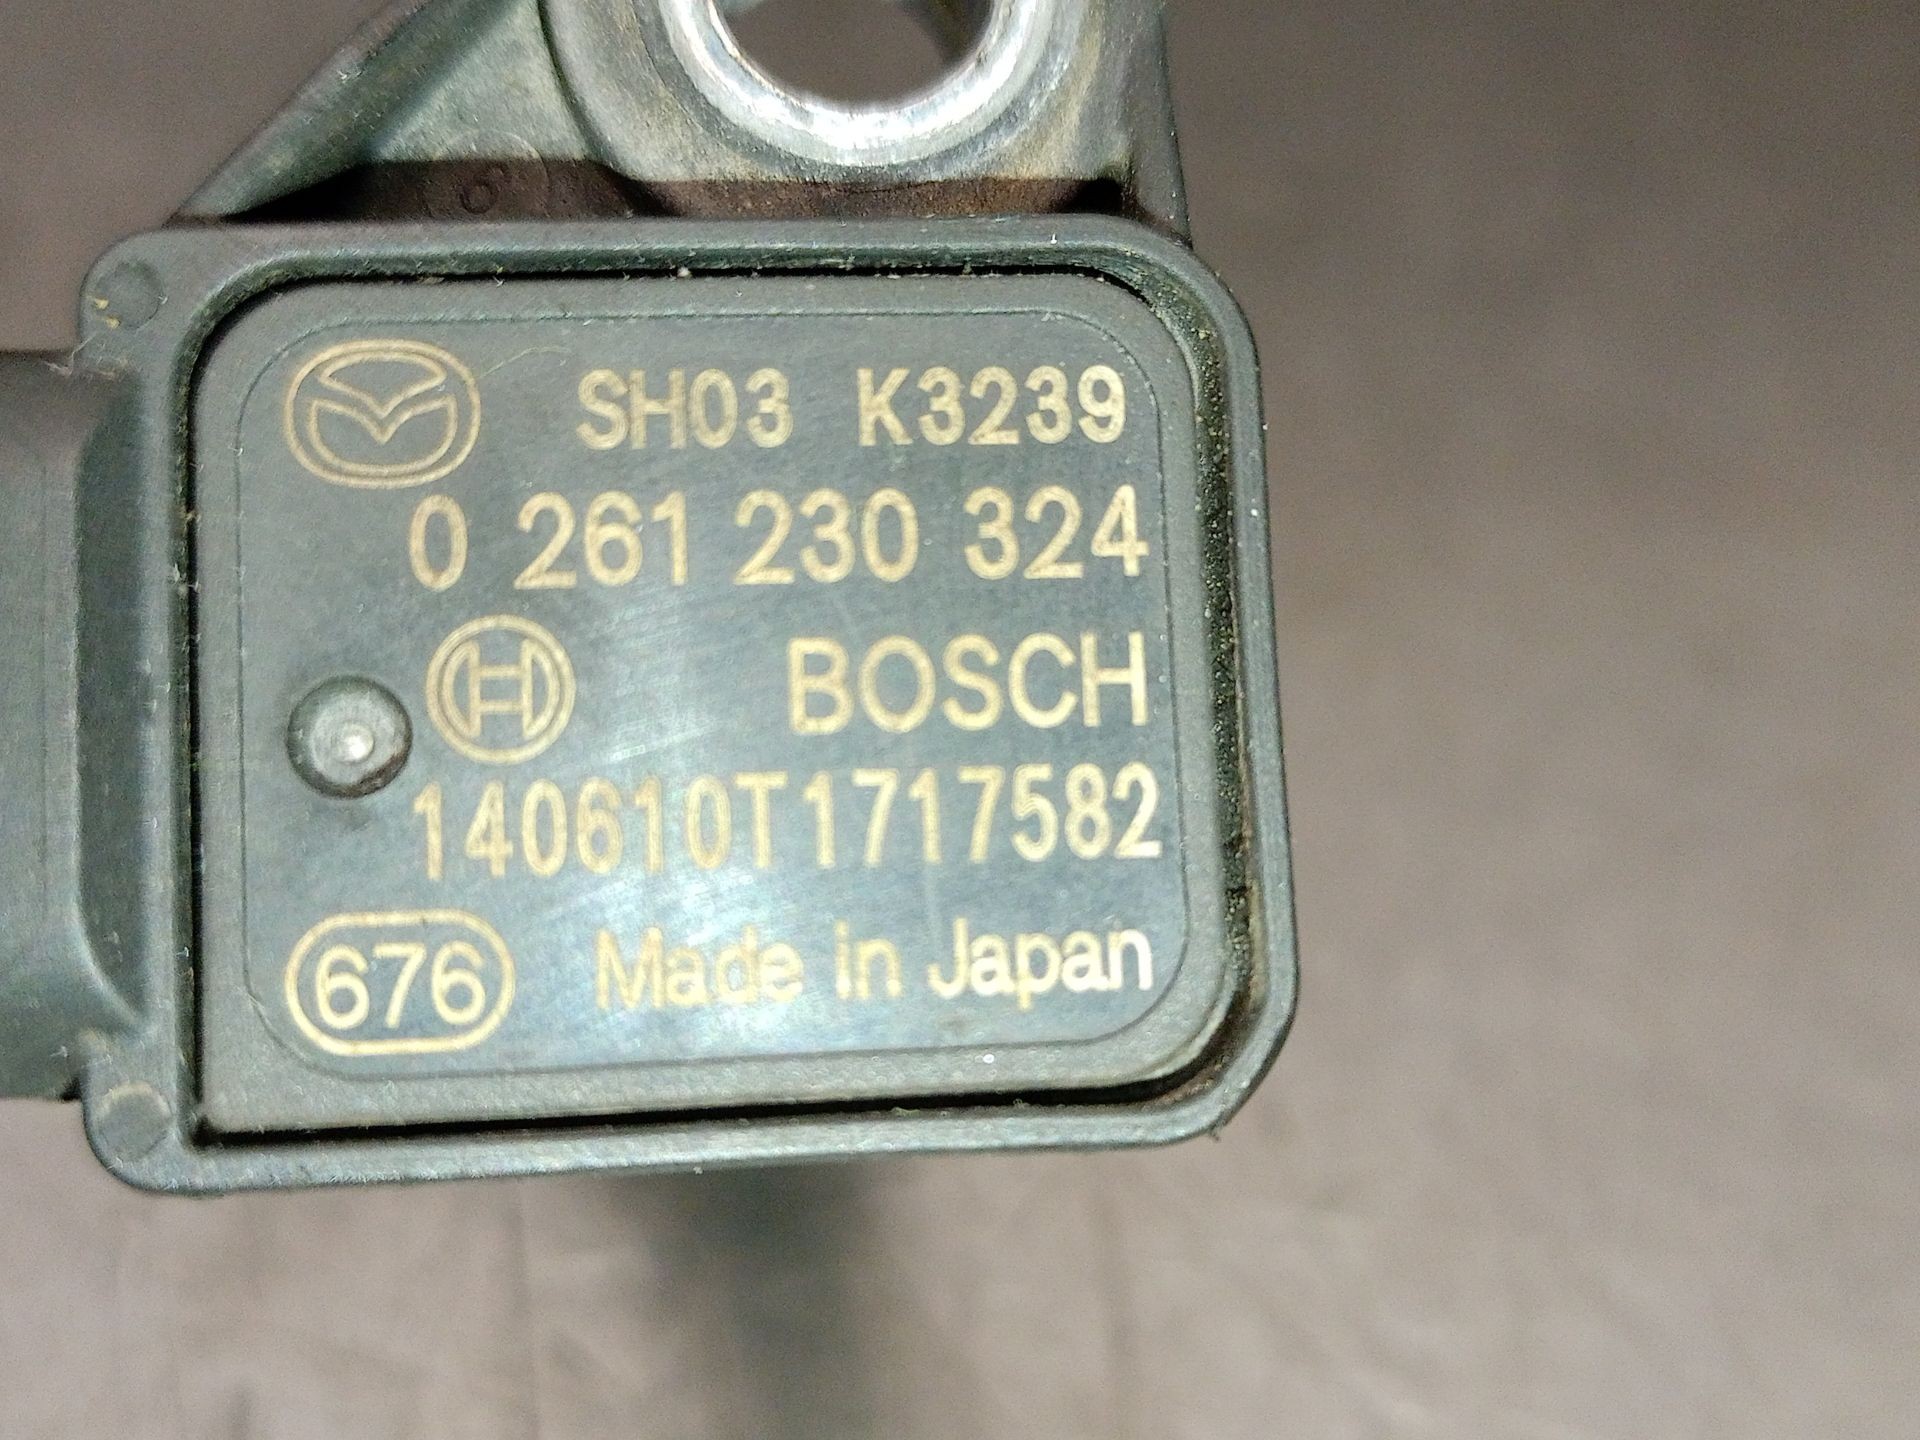 SH03 K3239
0 261 230 324
BOSCH
140610T1717582
676 Made in Japan